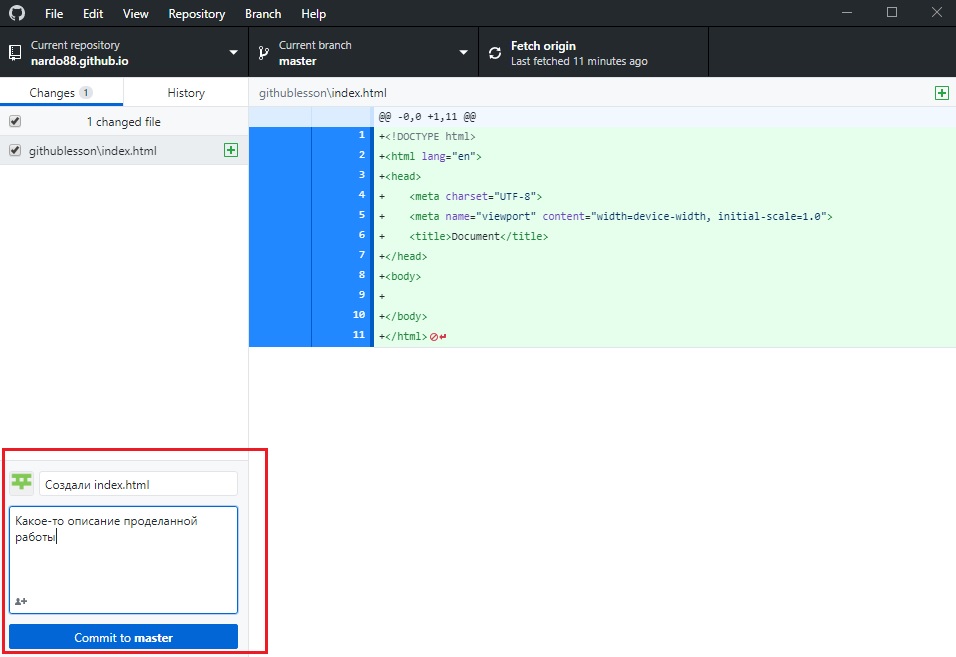 File Edit View Repository Branch Help
Current repository
nardo88.github.io
Current branch
master
Fetch origin
Last fetched 11 minutes ago
Changes 1 History
1 changed file
githublesson\index.html
githublesson\index.html
@@ -0,0 +1,11 @@
1 +<!DOCTYPE html>
2 +<html lang="en">
3 +<head>
4 +    <meta charset="UTF-8">
5 +    <meta name="viewport" content="width=device-width, initial-scale=1.0">
6 +    <title>Document</title>
7 +</head>
8 +<body>
9 +
10 +</body>
11 +</html>
Создали index.html
Какое-то описание проделанной
работы
Commit to master